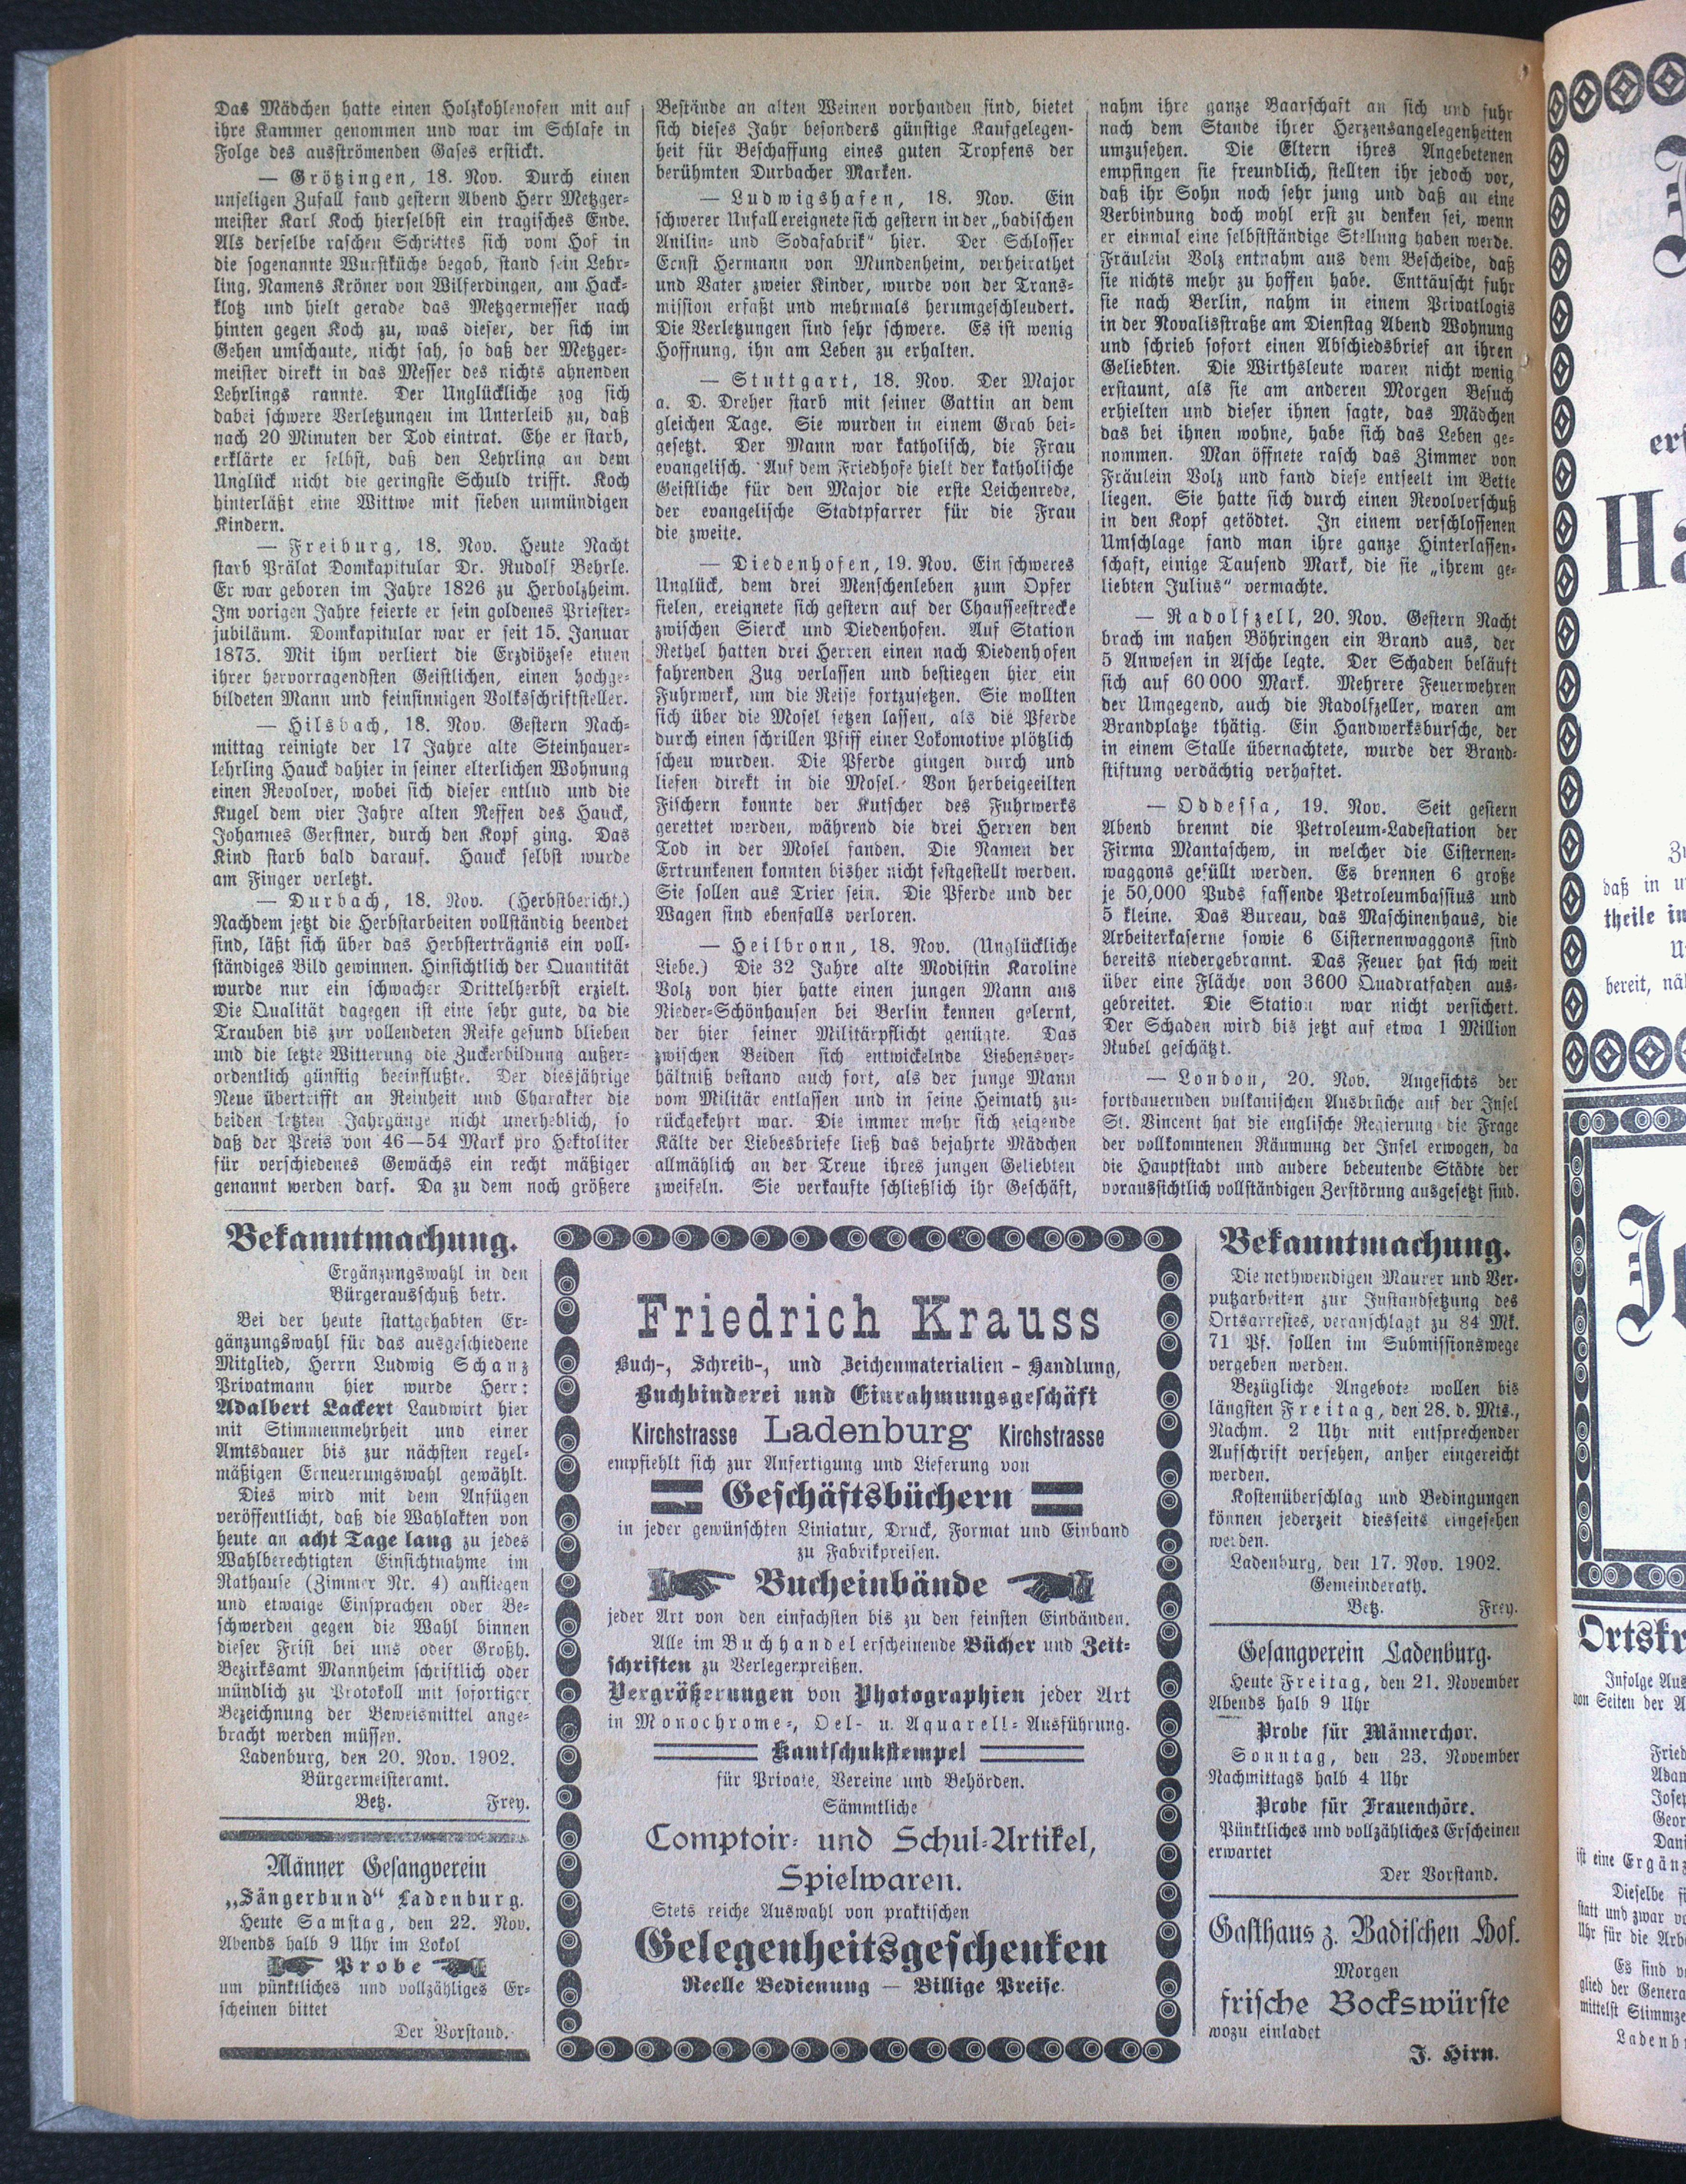 Das Mädchen hatte einen Holzkohlenofen mit auf
ihre Kammer genommen und war im Schlafe in
Folge des ausströmenden Gases erstickt.
— Grötzingen, 18. Nov. Durch einen
unseligen Zufall fand gestern Abend Herr Metzger-
meister Karl Koch hierselbst ein tragisches Ende.
Als derselbe raschen Schrittes sich vom Hof in
die sogenannte Wurstküche begab, stand sein Lehr-
ling, Namens Kröner von Wilferdingen, am Hack-
klotz und hielt gerade das Metzgermesser nach
hinten gegen Koch zu, was dieser, der sich im
Gehen umschaute, nicht sah, so daß der Metzger-
meister direkt in das Messer des nichts ahnenden
Lehrlings rannte. Der Unglückliche zog sich
dabei schwere Verletzungen im Unterleib zu, daß
nach 20 Minuten der Tod eintrat. Ehe er starb,
erklärte er selbst, daß den Lehrling an dem
Unglück nicht die geringste Schuld trifft. Koch
hinterläßt eine Wittwe mit sieben unmündigen
Kindern.
— Freiburg, 18. Nov. Heute Nacht
starb Prälat Domkapitular Dr. Rudolf Behrle.
Er war geboren im Jahre 1826 zu Herbolzheim.
Im vorigen Jahre feierte er sein goldenes Priester-
jubiläum. Domkapitular war er seit 15. Januar
1873. Mit ihm verliert die Erzdiözese einen
ihrer hervorragendsten Geistlichen, einen hochge-
bildeten Mann und feinsinnigen Volksschriftsteller.
— Hilsbach, 18. Nov. Gestern Nach-
mittag reinigte der 17 Jahre alte Steinhauer-
lehrling Hauck dahier in seiner elterlichen Wohnung
einen Revolver, wobei sich dieser entlud und die
Kugel dem vier Jahre alten Neffen des Hauck,
Johannes Gerstner, durch den Kopf ging. Das
Kind starb bald darauf. Hauck selbst wurde
am Finger verletzt.
— Durbach, 18. Nov. (Herbstbericht.)
Nachdem jetzt die Herbstarbeiten vollständig beendet
sind, läßt sich über das Herbsterträgnis ein voll-
ständiges Bild gewinnen. Hinsichtlich der Quantität
wurde nur ein schwacher Drittelherbst erzielt.
Die Qualität dagegen ist eine sehr gute, da die
Trauben bis zur vollendeten Reife gesund blieben
und die letzte Witterung die Zuckerbildung außer-
ordentlich günstig beeinflußte. Der diesjährige
Neue übertrifft an Reinheit und Charakter die
beiden letzten Jahrgänge nicht unerheblich, so
daß der Preis von 46—54 Mark pro Hektoliter
für verschiedenes Gewächs ein recht mäßiger
genannt werden darf. Da zu dem noch größere
Bestände an alten Weinen vorhanden sind, bietet
sich dieses Jahr besonders günstige Kaufgelegen-
heit für Beschaffung eines guten Tropfens der
berühmten Durbacher Marken.
— Ludwigshafen, 18. Nov. Ein
schwerer Unfall ereignete sich gestern in der „badischen
Anilin- und Sodafabrik“ hier. Der Schlosser
Ernst Hermann von Mundenheim, verheirathet
und Vater zweier Kinder, wurde von der Trans-
mission erfaßt und mehrmals herumgeschleudert.
Die Verletzungen sind sehr schwere. Es ist wenig
Hoffnung, ihn am Leben zu erhalten.
— Stuttgart, 18. Nov. Der Major
a. D. Dreher starb mit seiner Gattin an dem
gleichen Tage. Sie wurden in einem Grab bei-
gesetzt. Der Mann war katholisch, die Frau
evangelisch. Auf dem Friedhofe hielt der katholische
Geistliche für den Major die erste Leichenrede,
der evangelische Stadtpfarrer für die Frau
die zweite.
— Diedenhofen, 19. Nov. Ein schweres
Unglück, dem drei Menschenleben zum Opfer
fielen, ereignete sich gestern auf der Chausseestrecke
zwischen Sierck und Diedenhofen. Auf Station
Rethel hatten drei Herren einen nach Diedenhofen
fahrenden Zug verlassen und bestiegen hier ein
Fuhrwerk, um die Reise fortzusetzen. Sie wollten
sich über die Mosel setzen lassen, als die Pferde
durch einen schrillen Pfiff einer Lokomotive plötzlich
scheu wurden. Die Pferde gingen durch und
liefen direkt in die Mosel. Von herbeigeeilten
Fischern konnte der Kutscher des Fuhrwerks
gerettet werden, während die drei Herren den
Tod in der Mosel fanden. Die Namen der
Ertrunkenen konnten bisher nicht festgestellt werden.
Sie sollen aus Trier sein. Die Pferde und der
Wagen sind ebenfalls verloren.
— Heilbronn, 18. Nov. (Unglückliche
Liebe.) Die 32 Jahre alte Modistin Karoline
Volz von hier hatte einen jungen Mann aus
Nieder-Schönhausen bei Berlin kennen gelernt,
der hier seiner Militärpflicht genügte. Das
zwischen Beiden sich entwickelnde Liebesver-
hältniß bestand auch fort, als der junge Mann
vom Militär entlassen und in seine Heimath zu-
rückgekehrt war. Die immer mehr sich zeigende
Kälte der Liebesbriefe ließ das bejahrte Mädchen
allmählich an der Treue ihres jungen Geliebten
zweifeln. Sie verkaufte schließlich ihr Geschäft,
nahm ihre ganze Baarschaft an sich und fuhr
nach dem Stande ihrer Herzensangelegenheiten
umzusehen. Die Eltern ihres Angebetenen
empfingen sie freundlich, stellten ihr jedoch vor,
daß ihr Sohn noch sehr jung und daß an eine
Verbindung doch wohl erst zu denken sei, wenn
er einmal eine selbstständige Stellung haben werde.
Fräulein Volz entnahm aus dem Bescheide, daß
sie nichts mehr zu hoffen habe. Enttäuscht fuhr
sie nach Berlin, nahm in einem Privatlogis
in der Novalisstraße am Dienstag Abend Wohnung
und schrieb sofort einen Abschiedsbrief an ihren
Geliebten. Die Wirthsleute waren nicht wenig
erstaunt, als sie am anderen Morgen Besuch
erhielten und dieser ihnen sagte, das Mädchen
das bei ihnen wohne, habe sich das Leben ge-
nommen. Man öffnete rasch das Zimmer von
Fräulein Volz und fand diese entseelt im Bette
liegen. Sie hatte sich durch einen Revolverschuß
in den Kopf getödtet. In einem verschlossenen
Umschlage fand man ihre ganze Hinterlassen-
schaft, einige Tausend Mark, die sie „ihrem ge-
liebten Julius“ vermachte.
— Radolfzell, 20. Nov. Gestern Nacht
brach im nahen Böhringen ein Brand aus, der
5 Anwesen in Asche legte. Der Schaden beläuft
sich auf 60 000 Mark. Mehrere Feuerwehren
der Umgegend, auch die Radolfzeller, waren am
Brandplatze thätig. Ein Handwerksbursche, der
in einem Stalle übernachtete, wurde der Brand-
stiftung verdächtig verhaftet.
— Oddessa, 19. Nov. Seit gestern
Abend brennt die Petroleum-Ladestation der
Firma Mantaschew, in welcher die Cisternen-
waggons gefüllt werden. Es brennen 6 große
je 50,000 Puds fassende Petroleumbassius und
5 kleine. Das Bureau, das Maschinenhaus, die
Arbeiterkaserne sowie 6 Cisternenwaggons sind
bereits niedergebrannt. Das Feuer hat sich weit
über eine Fläche von 3600 Quadratfaden aus-
gebreitet. Die Station war nicht versichert.
Der Schaden wird bis jetzt auf etwa 1 Million
Rubel geschätzt.
— London, 20. Nov. Angesichts der
fortdauernden vulkanischen Ausbrüche auf der Insel
St. Vincent hat die englische Regierung die Frage
der vollkommenen Räumung der Insel erwogen, da
die Hauptstadt und andere bedeutende Städte der
voraussichtlich vollständigen Zerstörung ausgesetzt sind.
Bekanntmachung.
Ergänzungswahl in den
Bürgerausschuß betr.
Bei der heute stattgehabten Er-
gänzungswahl für das ausgeschiedene
Mitglied, Herrn Ludwig Schanz
Privatmann hier wurde Herr:
Adalbert Lackert Landwirt hier
mit Stimmenmehrheit und einer
Amtsdauer bis zur nächsten regel-
mäßigen Erneuerungswahl gewählt.
Dies wird mit dem Anfügen
veröffentlicht, daß die Wahlakten von
heute an acht Tage lang zu jedes
Wahlberechtigten Einsichtnahme im
Rathause (Zimmer Nr. 4) aufliegen
und etwaige Einsprachen oder Be-
schwerden gegen die Wahl binnen
dieser Frist bei uns oder Großh.
Bezirksamt Mannheim schriftlich oder
mündlich zu Protokoll mit sofortiger
Bezeichnung der Beweismittel ange-
bracht werden müssen.
Ladenburg, den 20. Nov. 1902.
Bürgermeisteramt.
Betz. Frey.
Männer Gesangverein
„Sängerbund“ Ladenburg.
Heute Samstag, den 22. Nov.
Abends halb 9 Uhr im Lokol
Probe
um pünktliches und vollzähliges Er-
scheinen bittet
Der Vorstand.
Friedrich Krauss
Buch-, Schreib-, und Zeichenmaterialien-Handlung,
Buchbinderei und Einrahmungsgeschäft
Kirchstrasse Ladenburg Kirchstrasse
empfiehlt sich zur Anfertigung und Lieferung von
Geschäftsbüchern
in jeder gewünschten Liniatur, Druck, Format und Einband
zu Fabrikpreisen.
Bucheinbände
jeder Art von den einfachsten bis zu den feinsten Einbänden.
Alle im Buchhandel erscheinende Bücher und Zeit-
schriften zu Verlegerpreißen.
Vergrößerungen von Photographien jeder Art
in Monochrome-, Oel- u. Aquarell-Ausführung.
Kautschukstempel
für Private, Vereine und Behörden.
Sämmtliche
Comptoir- und Schul-Artikel,
Spielwaren.
Stets reiche Auswahl von praktischen
Gelegenheitsgeschenken
Reelle Bedienung — Billige Preise.
Bekanntmachung.
Die nothwendigen Maurer und Ver-
putzarbeiten zur Instandsetzung des
Ortsarrestes, veranschlagt zu 84 Mk.
71 Pf. sollen im Submissionswege
vergeben werden.
Bezügliche Angebote wollen bis
längsten Freitag, den 28. d. Mts.,
Nachm. 2 Uhr mit entsprechender
Aufschrift versehen, anher eingereicht
werden.
Kostenüberschlag und Bedingungen
können jederzeit diesseits eingesehen
werden.
Ladenburg, den 17. Nov. 1902.
Gemeinderath.
Betz. Frey.
Gesangverein Ladenburg.
Heute Freitag, den 21. November
Abends halb 9 Uhr
Probe für Männerchor.
Sonntag, den 23. November
Nachmittags halb 4 Uhr
Probe für Frauenchöre.
Pünktliches und vollzähliges Erscheinen
erwartet
Der Vorstand.
Gasthaus z. Badischen Hof.
Morgen
frische Bockswürste
wozu einladet
J. Hirn.
daß in
theile
bereit,
Infolge
von Seiten der
ist eine
Dieselbe
statt und zwar
Uhr für die
Es sind
glied der
mittelst